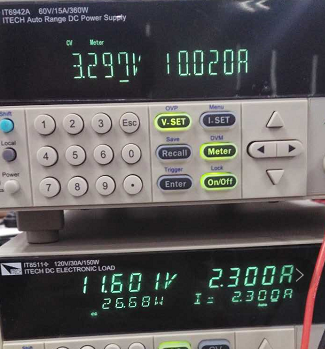 IT6942A 60V/15A/360W
ITECH Auto Range DC Power Supply
CV Meter
3.297V 10.020A
OVP Menu
Shift 1 2 3 Esc V-SET I-SET
Save DVM
Local 4 5 6 0 Recall Meter
Trigger Lock
Power 7 8 9 . Enter On/Off
IT8511+ 120V/30A/150W
ITECH DC ELECTRONIC LOAD
11.601V 2.300A
26.68W I= 2.300A